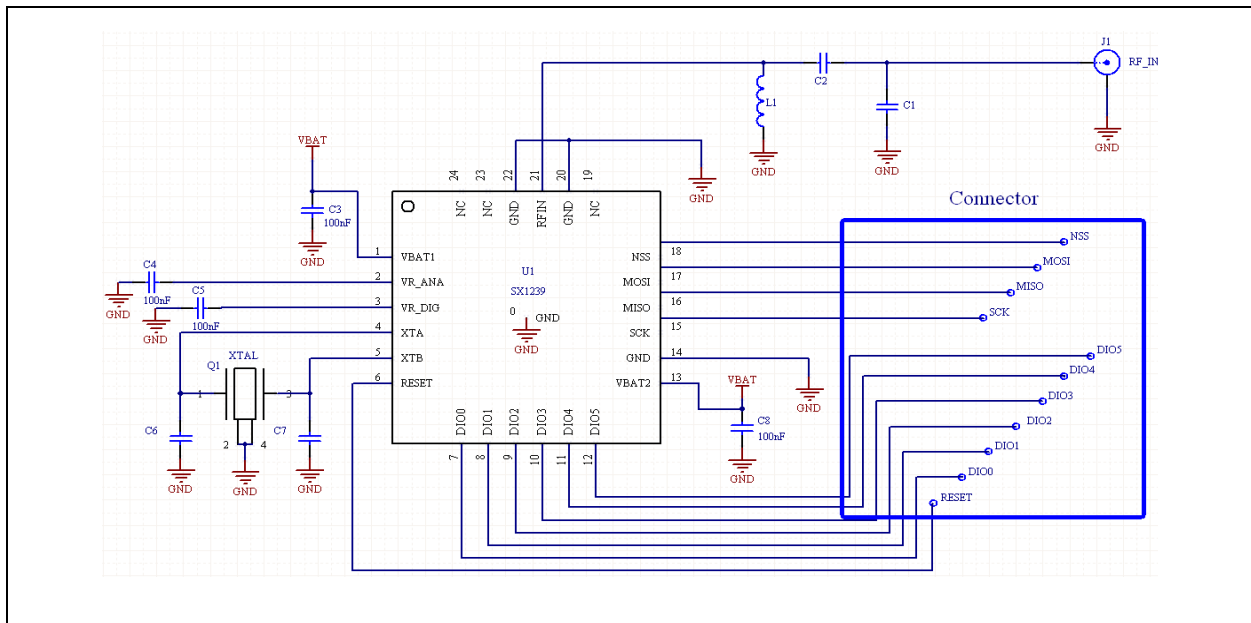 J1
RF_IN
C2
L1
C1
GND
GND
GND
VBAT
24
23
22
21
20
19
GND
NC
NC
GND
RFIN
GND
NC
C3
100nF
Connector
GND
1
VBAT1
NSS
18
NSS
C4
2
VR_ANA
U1
MOSI
17
MOSI
100nF
C5
SX1239
GND
3
VR_DIG
MISO
16
MISO
100nF
0
GND
GND
4
XTA
GND
SCK
15
SCK
Q1
XTAL
5
XTB
GND
14
DIO5
6
RESET
VBAT2
13
VBAT
DIO4
1
3
GND
DIO3
C6
C7
DIO0
DIO1
DIO2
DIO3
DIO4
DIO5
C8
100nF
DIO2
2
4
DIO1
7
8
9
10
11
12
GND
GND
GND
GND
DIO0
RESET